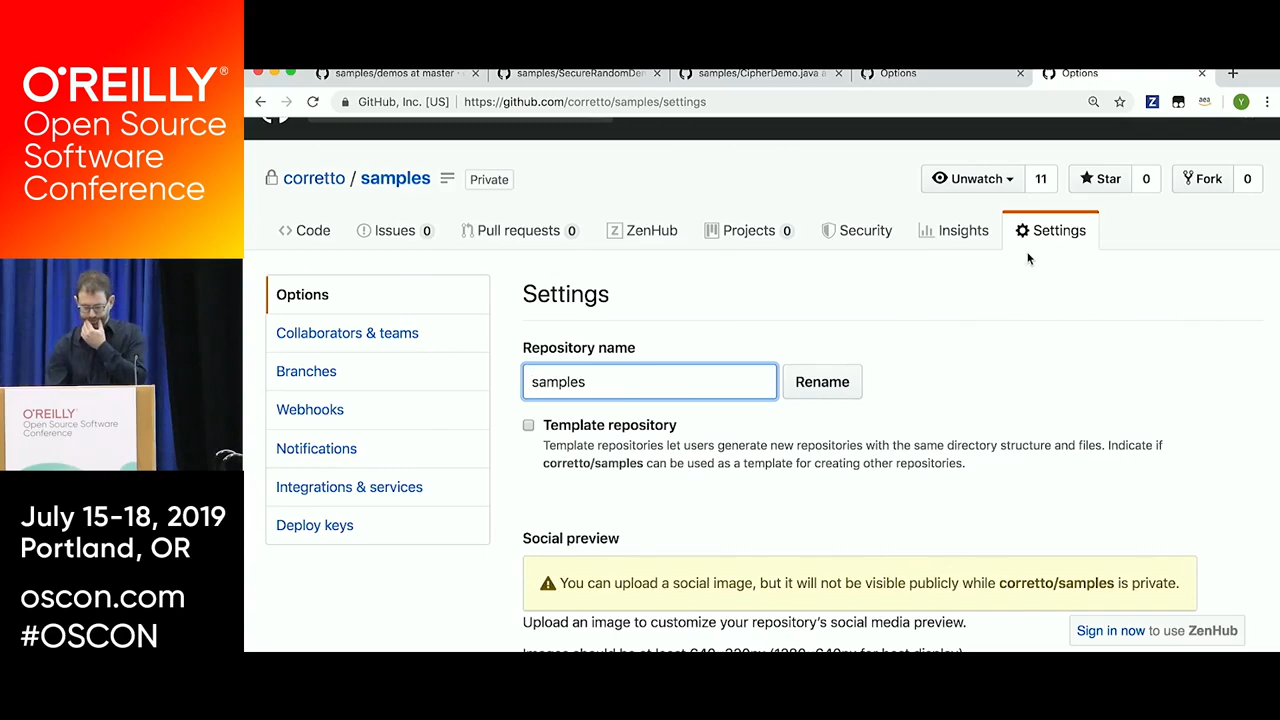 O'REILLY®
Open Source
Software
Conference
O'REILLY
Open Source Software
Conference
July 15-18, 2019
Portland, OR
oscon.com
#OSCON
samples/demos at master ·
samples/SecureRandomDem
samples/CipherDemo.java a
Options
Options
GitHub, Inc. [US] | https://github.com/corretto/samples/settings
Z
aws
Y
corretto / samples
Private
Unwatch 11
Star 0
Fork 0
Code
Issues 0
Pull requests 0
Z ZenHub
Projects 0
Security
Insights
Settings
Options
Collaborators & teams
Branches
Webhooks
Notifications
Integrations & services
Deploy keys
Settings
Repository name
samples
Rename
Template repository
Template repositories let users generate new repositories with the same directory structure and files. Indicate if
corretto/samples can be used as a template for creating other repositories.
Social preview
You can upload a social image, but it will not be visible publicly while corretto/samples is private.
Upload an image to customize your repository's social media preview.
Sign in now to use ZenHub